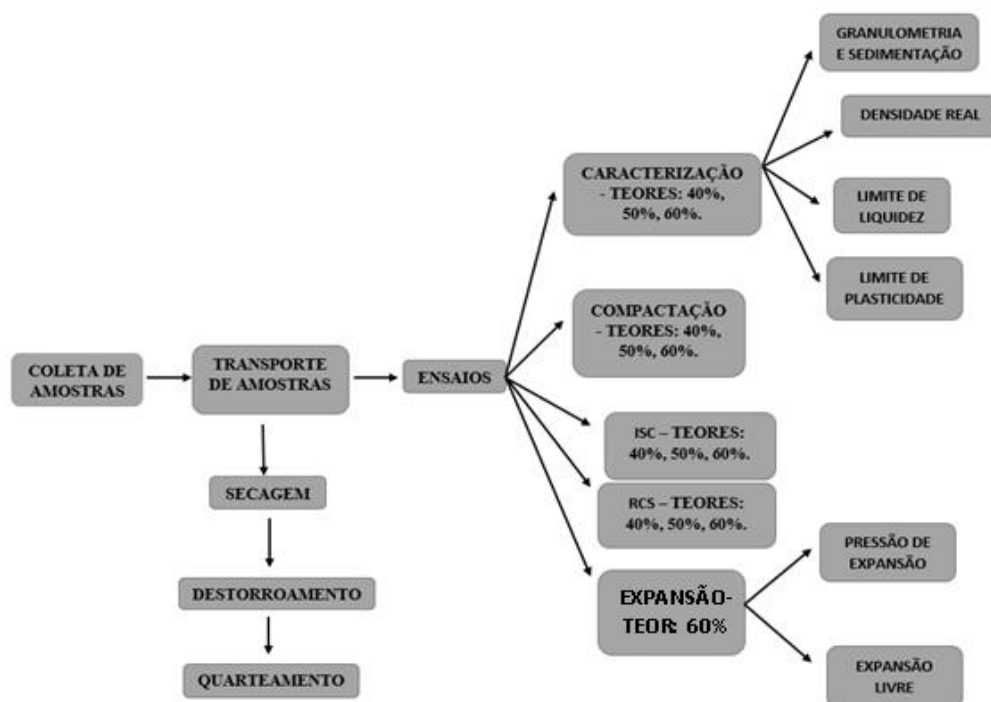 COLETA DE
AMOSTRAS
TRANSPORTE
DE AMOSTRAS
SECAGEM
DESTORROAMENTO
QUARTEAMENTO
ENSAIOS
CARACTERIZAÇÃO
- TEORES: 40%,
50%, 60%.
GRANULOMETRIA
E SEDIMENTAÇÃO
DENSIDADE REAL
LIMITE DE
LIQUIDEZ
LIMITE DE
PLASTICIDADE
COMPACTAÇÃO
- TEORES: 40%,
50%, 60%.
ISC – TEORES:
40%, 50%, 60%.
RCS – TEORES:
40%, 50%, 60%.
EXPANSÃO-
TEOR: 60%
PRESSÃO DE
EXPANSÃO
EXPANSÃO
LIVRE